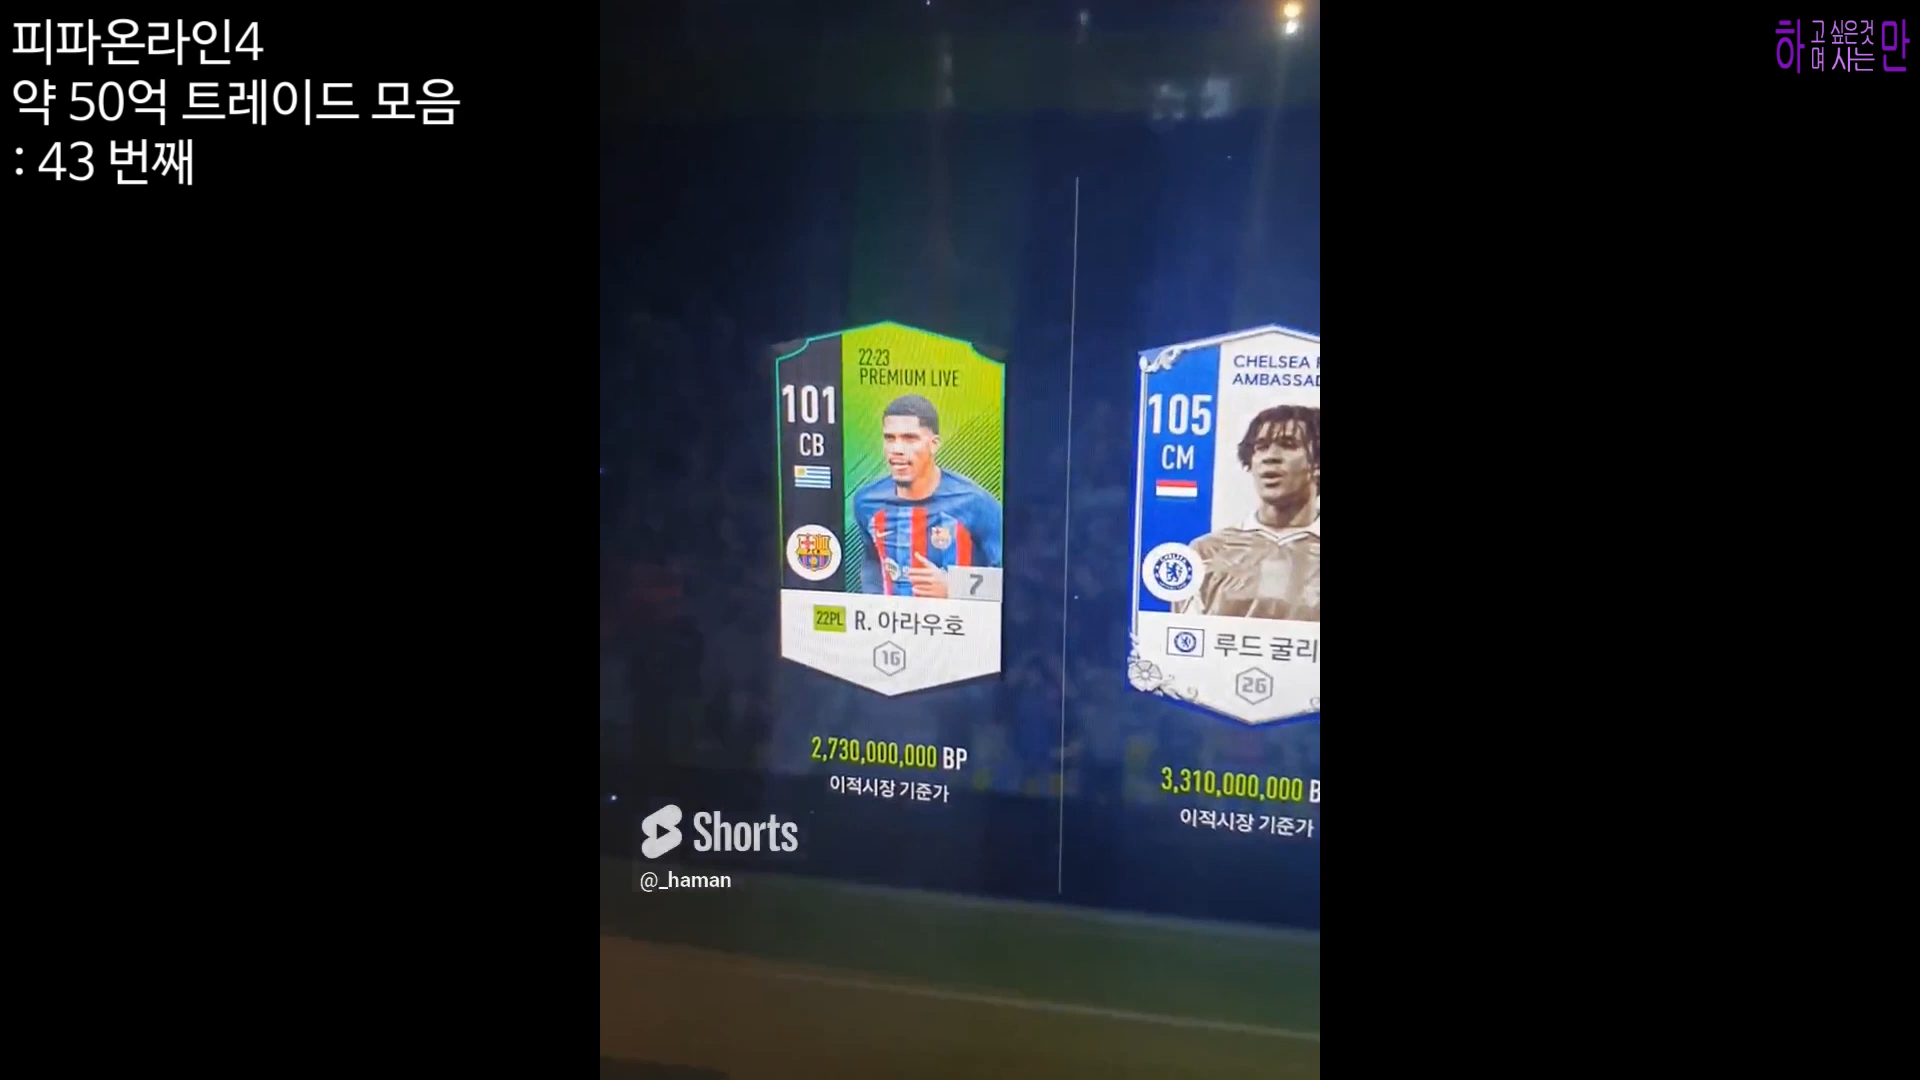 피파온라인4
약 50억 트레이드 모음
: 43 번째
하고 싶은것
며 사는 만
22-23
PREMIUM LIVE
101
CB
7
22PL R. 아라우호
16
2,730,000,000 BP
이적시장 기준가
CHELSEA
AMBASSAD
105
CM
루드 굴리
26
3,310,000,000
이적시장 기준가
Shorts
@_haman